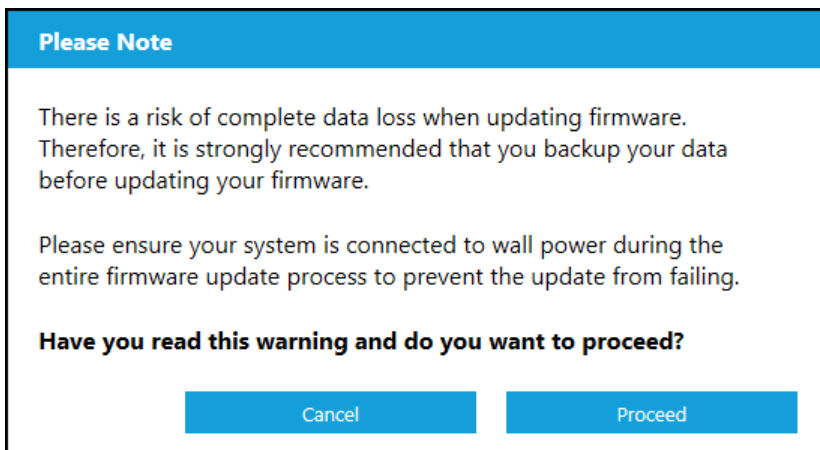 Please Note
There is a risk of complete data loss when updating firmware.
Therefore, it is strongly recommended that you backup your data
before updating your firmware.
Please ensure your system is connected to wall power during the
entire firmware update process to prevent the update from failing.
Have you read this warning and do you want to proceed?
Cancel
Proceed